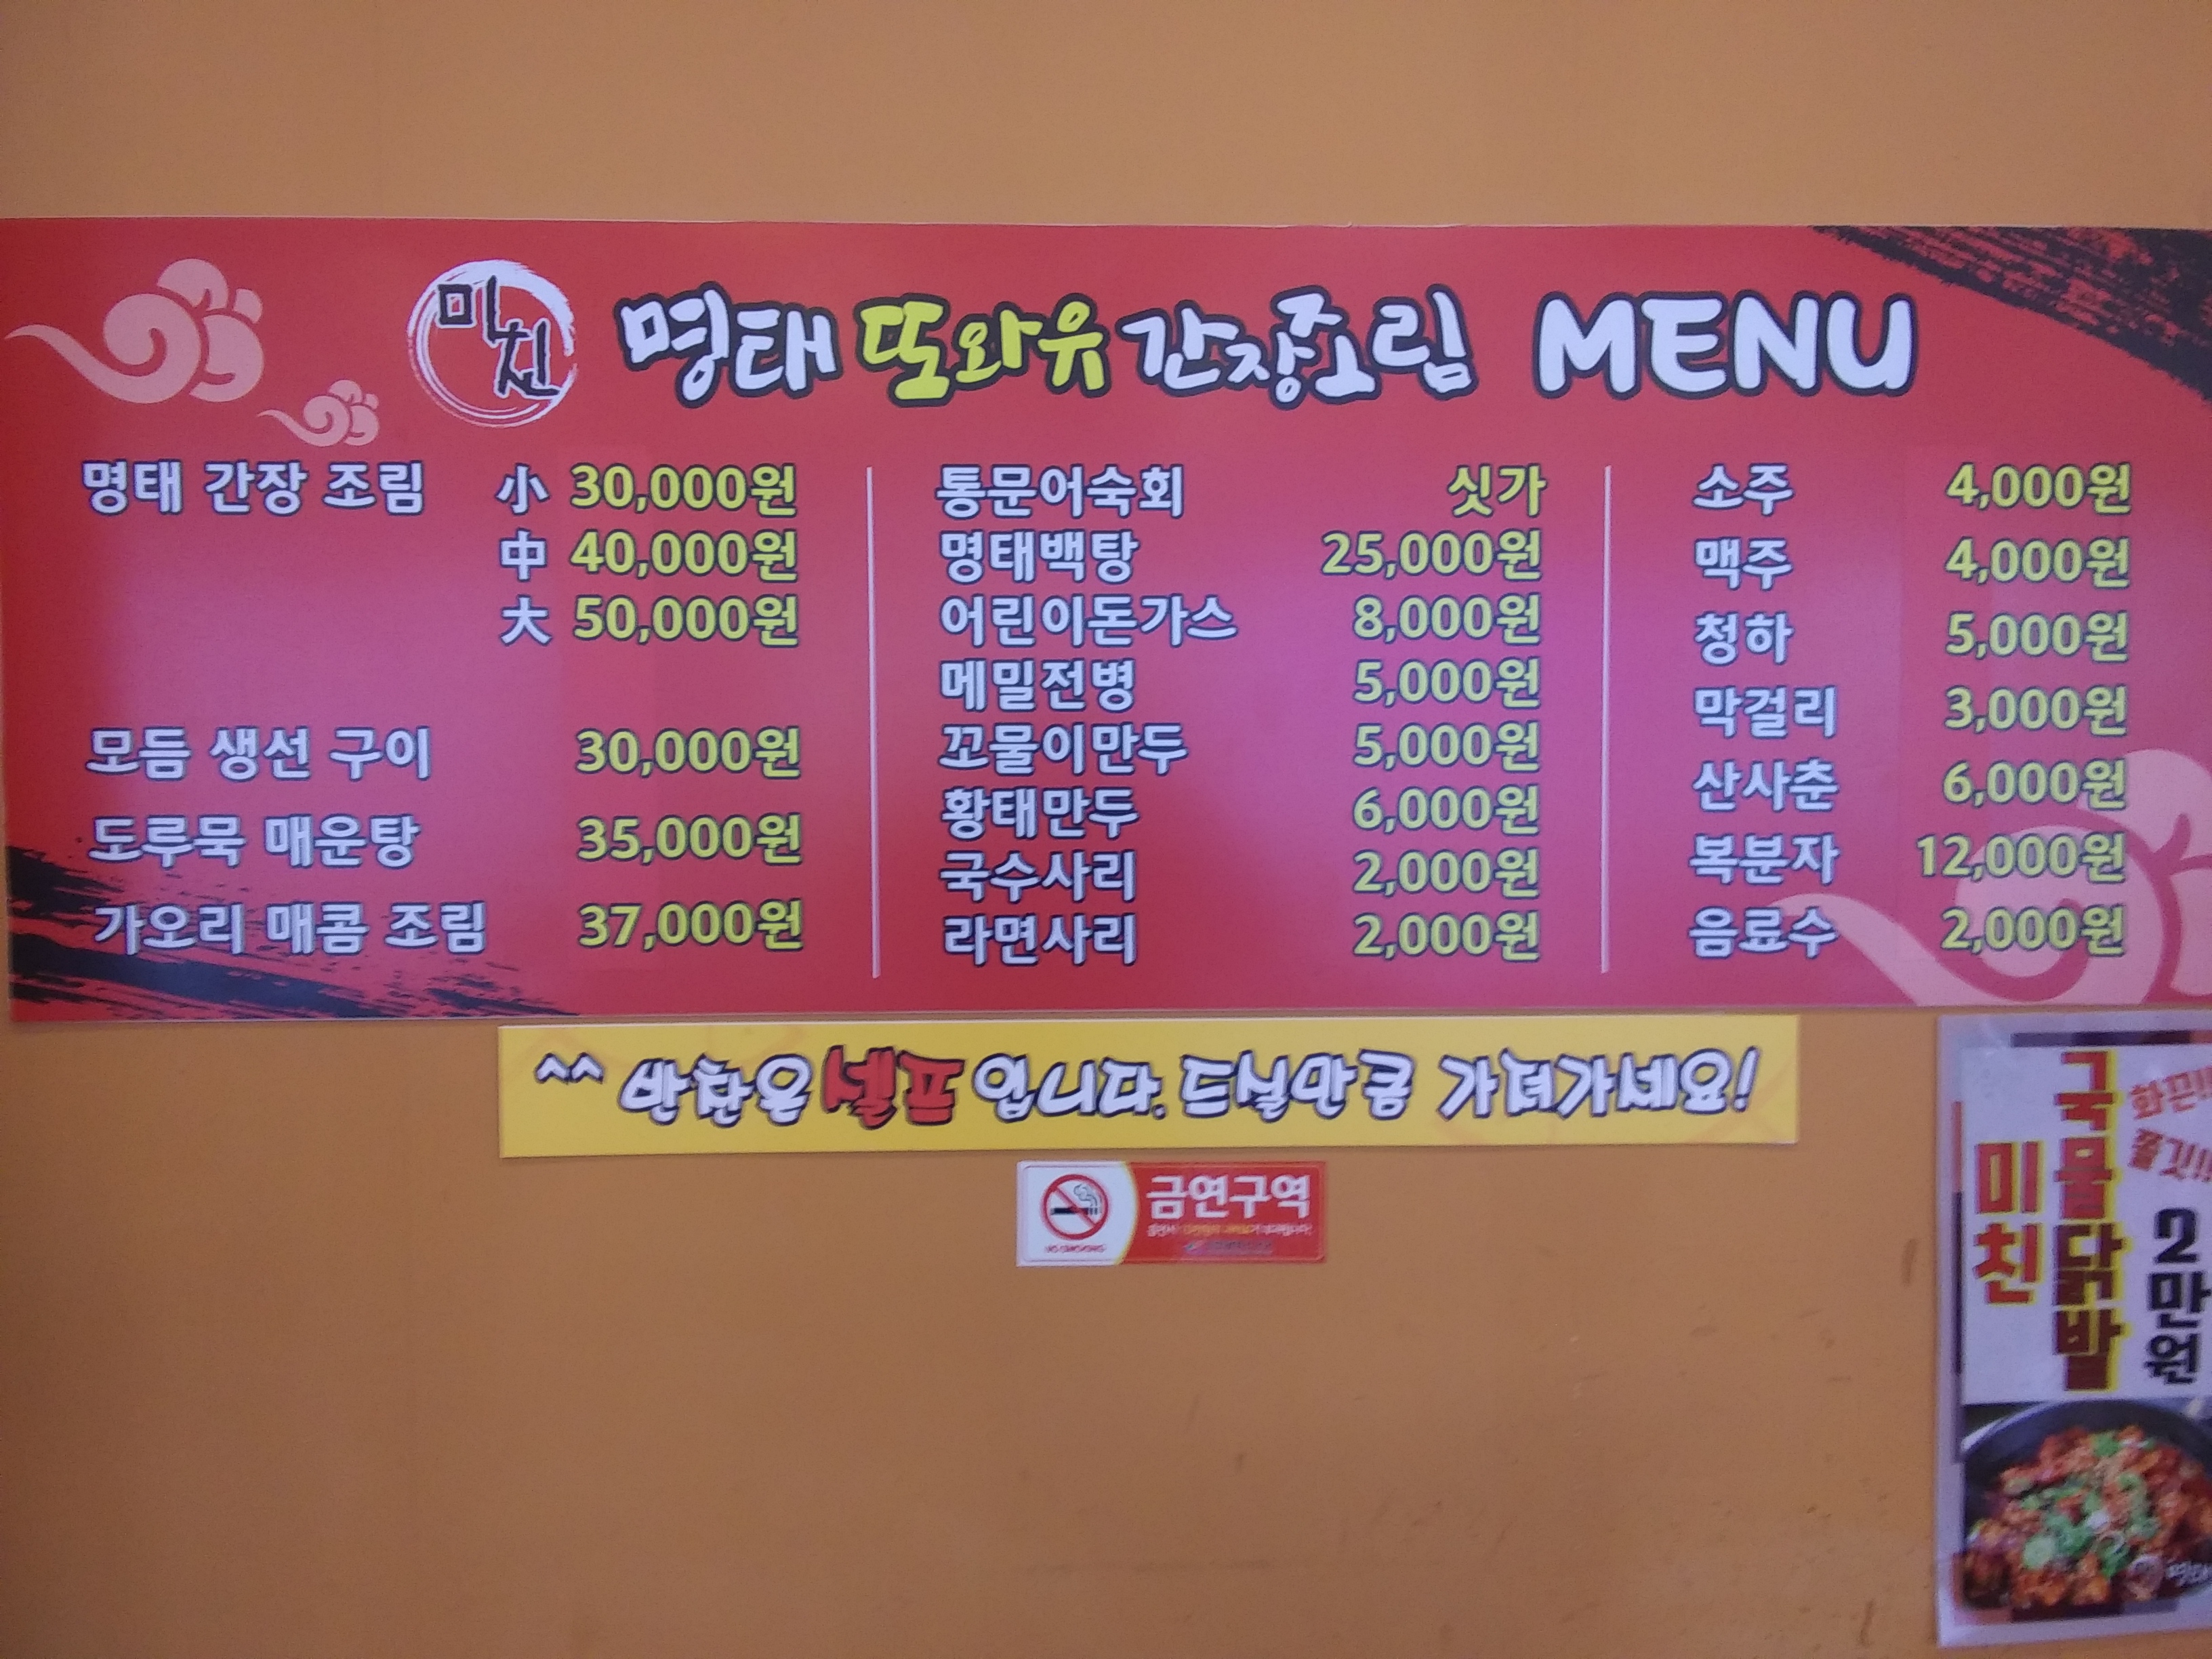 미친 명태 또와유 간장조림 MENU
명태 간장 조림 小 30,000원
中 40,000원
大 50,000원
모듬 생선 구이 30,000원
도루묵 매운탕 35,000원
가오리 매콤 조림 37,000원
통문어숙회 싯가
명태백탕 25,000원
어린이돈가스 8,000원
메밀전병 5,000원
꼬물이만두 5,000원
황태만두 6,000원
국수사리 2,000원
라면사리 2,000원
소주 4,000원
맥주 4,000원
청하 5,000원
막걸리 3,000원
산사춘 6,000원
복분자 12,000원
음료수 2,000원
^^ 반찬은 셀프 입니다. 드실만큼 가져가세요!
금연구역
NO SMOKING
화끈!!
쫄깃!!
미친
국물닭발
2만원